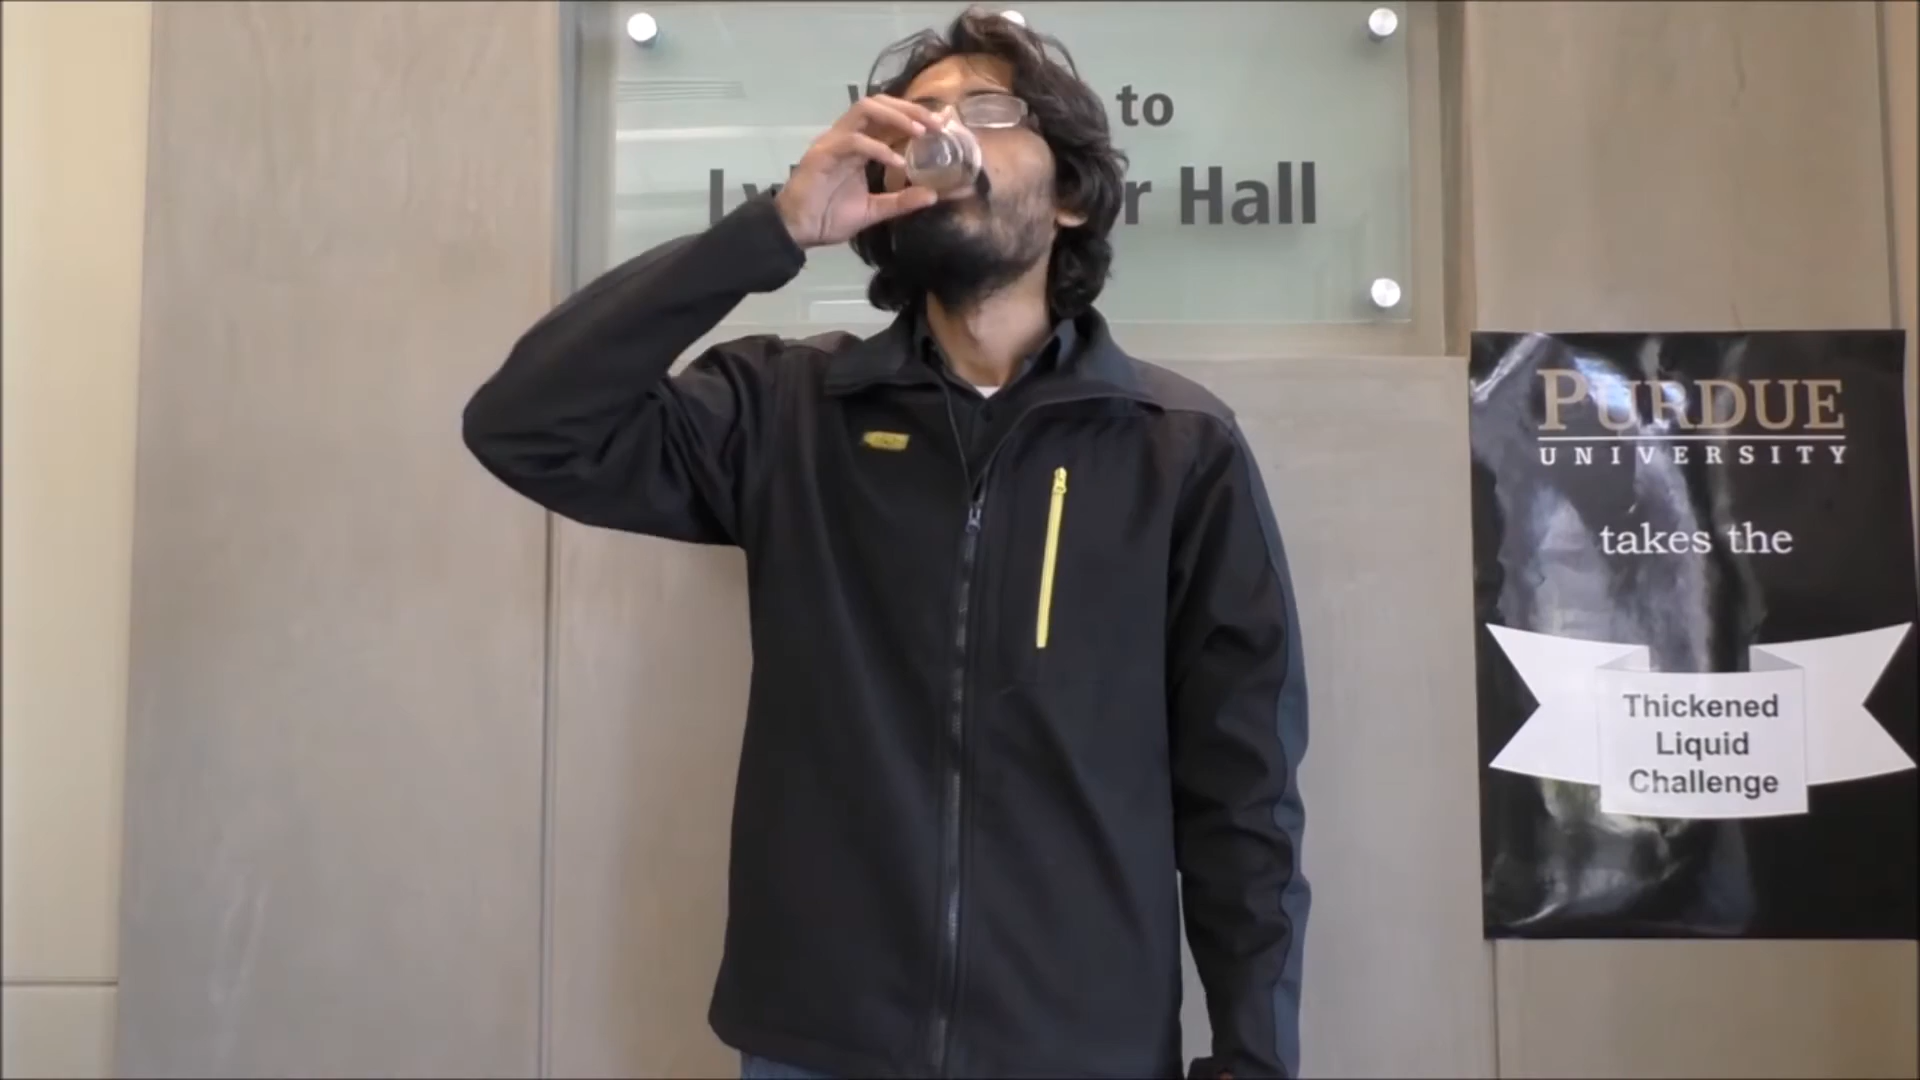 to
Hall
PURDUE
UNIVERSITY
takes the
Thickened
Liquid
Challenge